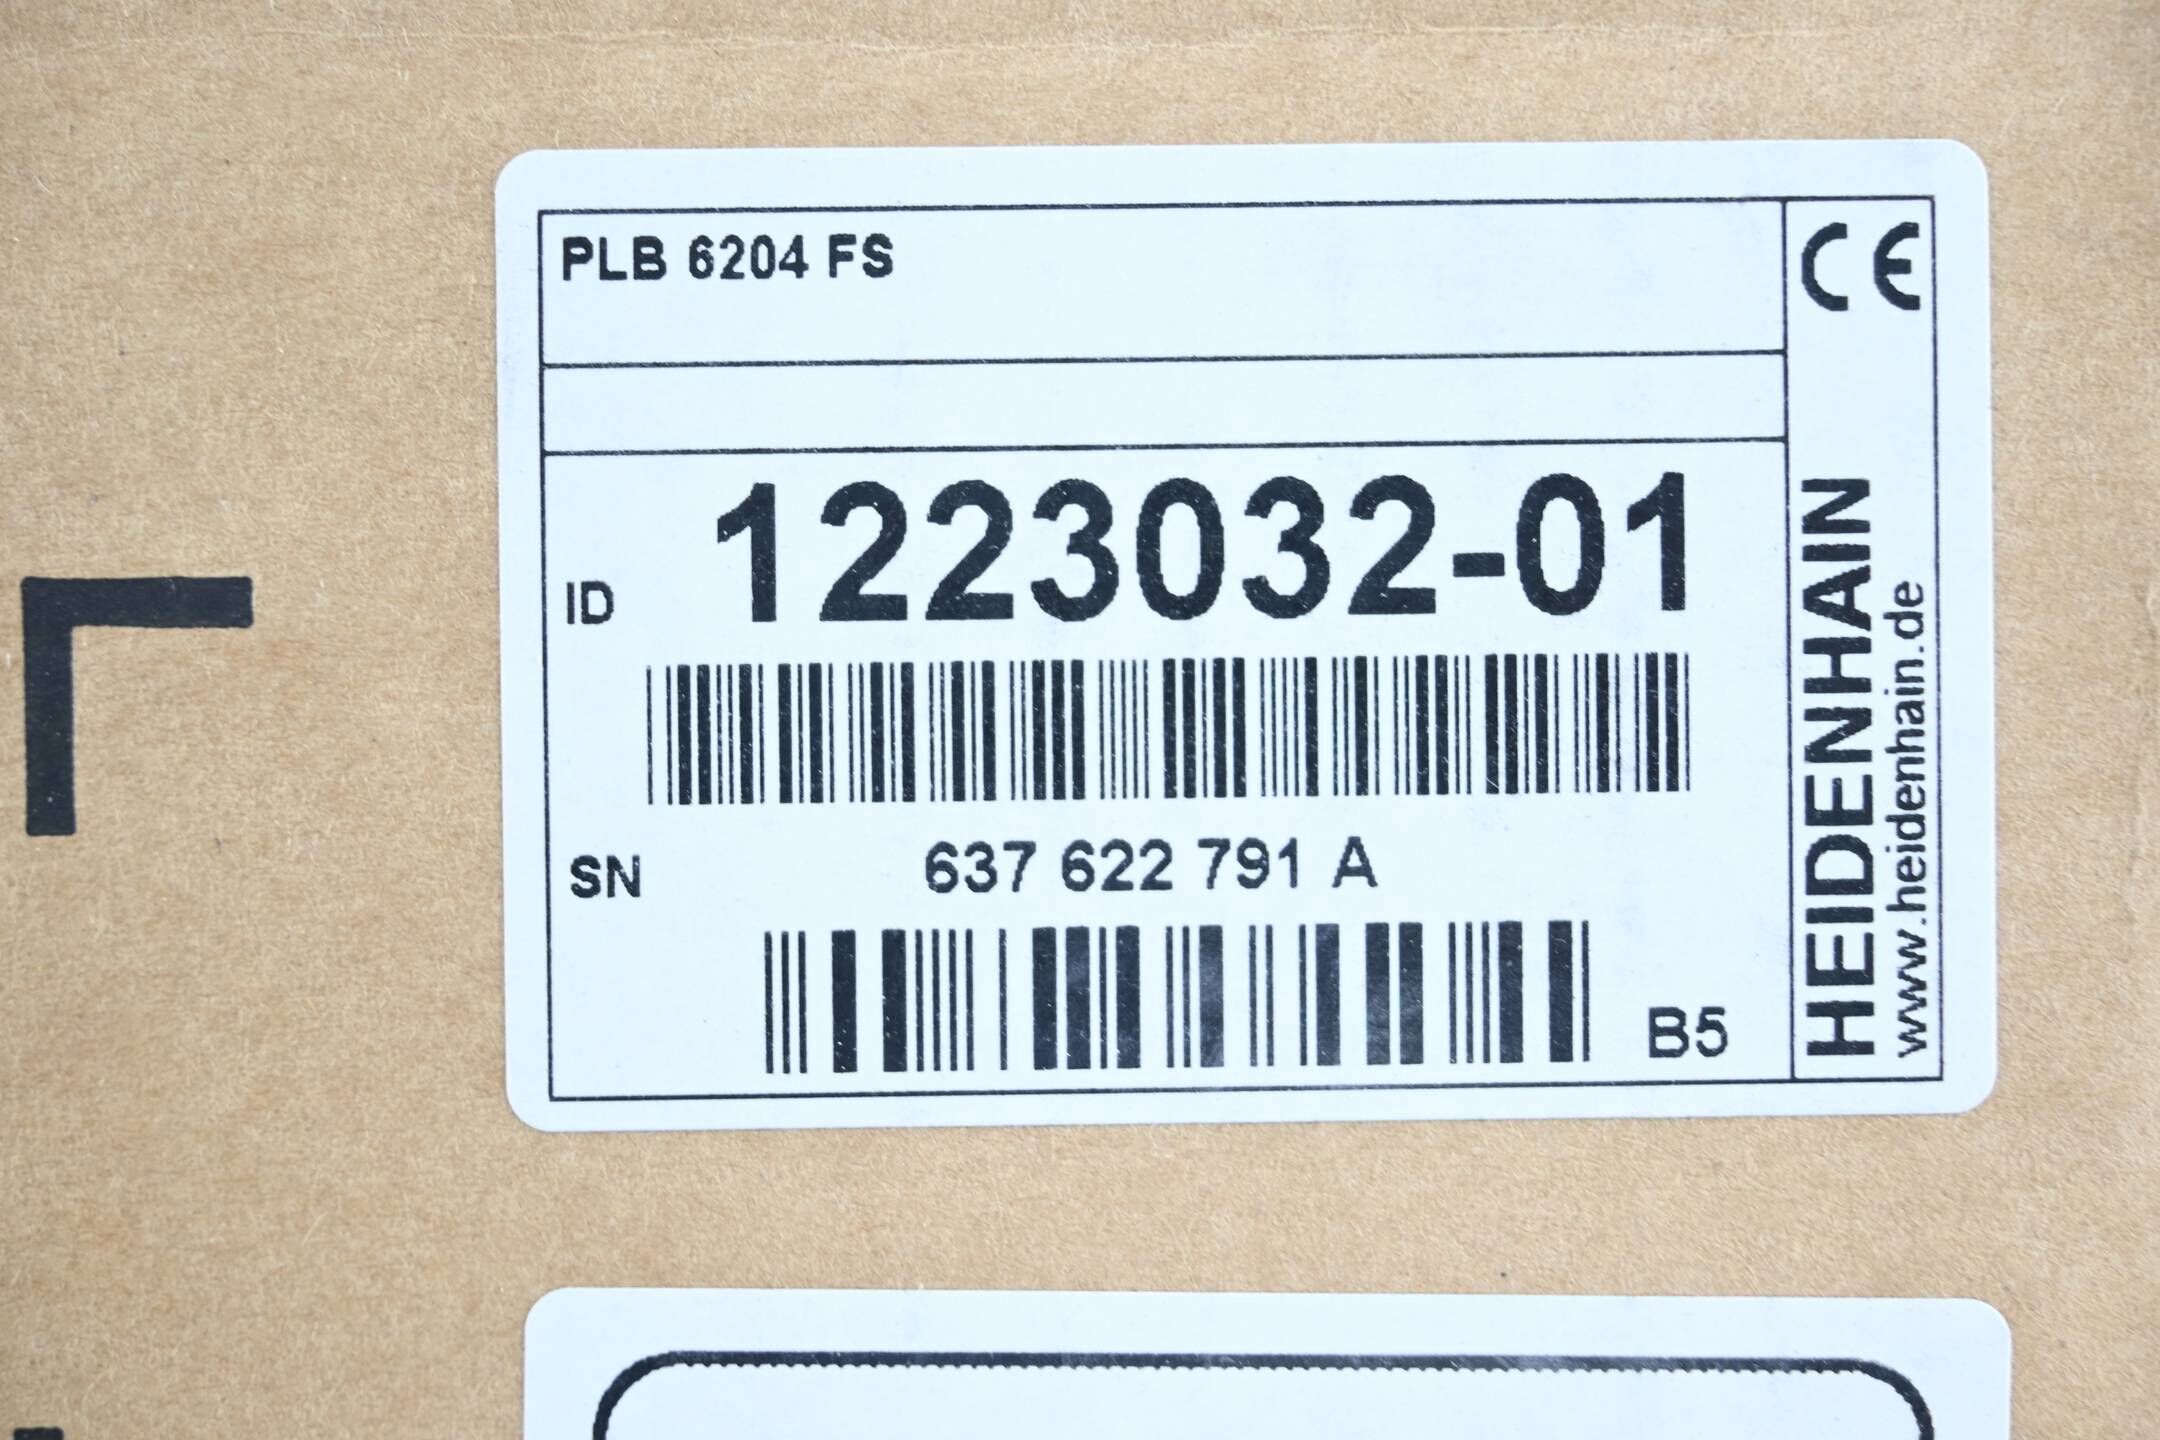 PLB 6204 FS
CE
ID 1223032-01
SN 637 622 791 A
B5
HEIDENHAIN
www.heidenhain.de